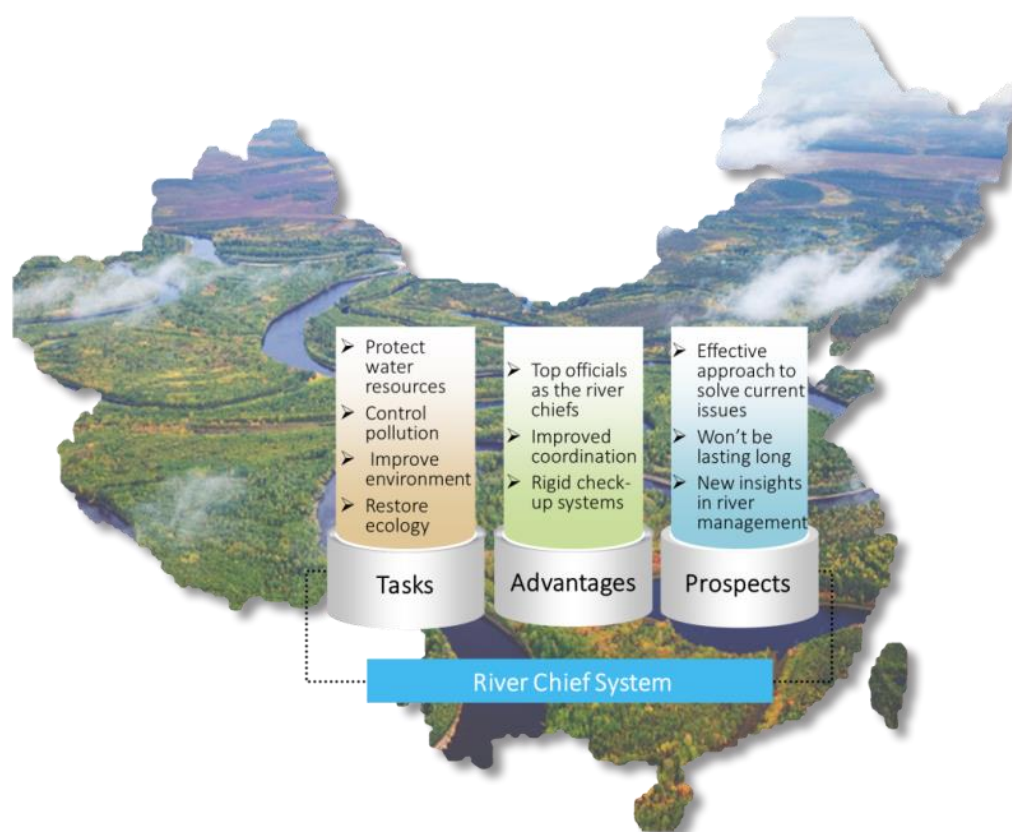 ➢ Protect
water
resources
➢ Control
pollution
➢ Improve
environment
➢ Restore
ecology
Tasks
➢ Top officials
as the river
chiefs
➢ Improved
coordination
➢ Rigid check-
up systems
Advantages
➢ Effective
approach to
solve current
issues
➢ Won't be
lasting long
➢ New insights
in river
management
Prospects
River Chief System